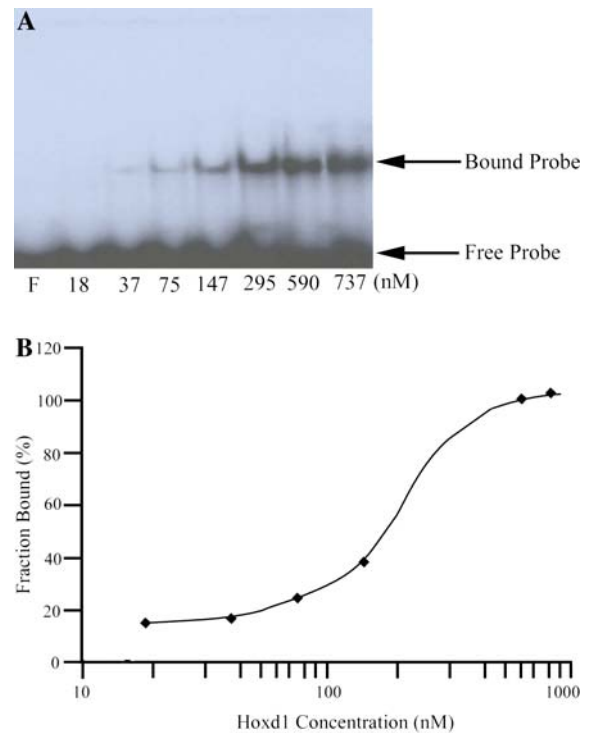 A
Bound Probe
Free Probe
F 18 37 75 147 295 590 737 (nM)
B
120
100
80
60
40
20
0
Fraction Bound (%)
10 100 1000
Hoxd1 Concentration (nM)